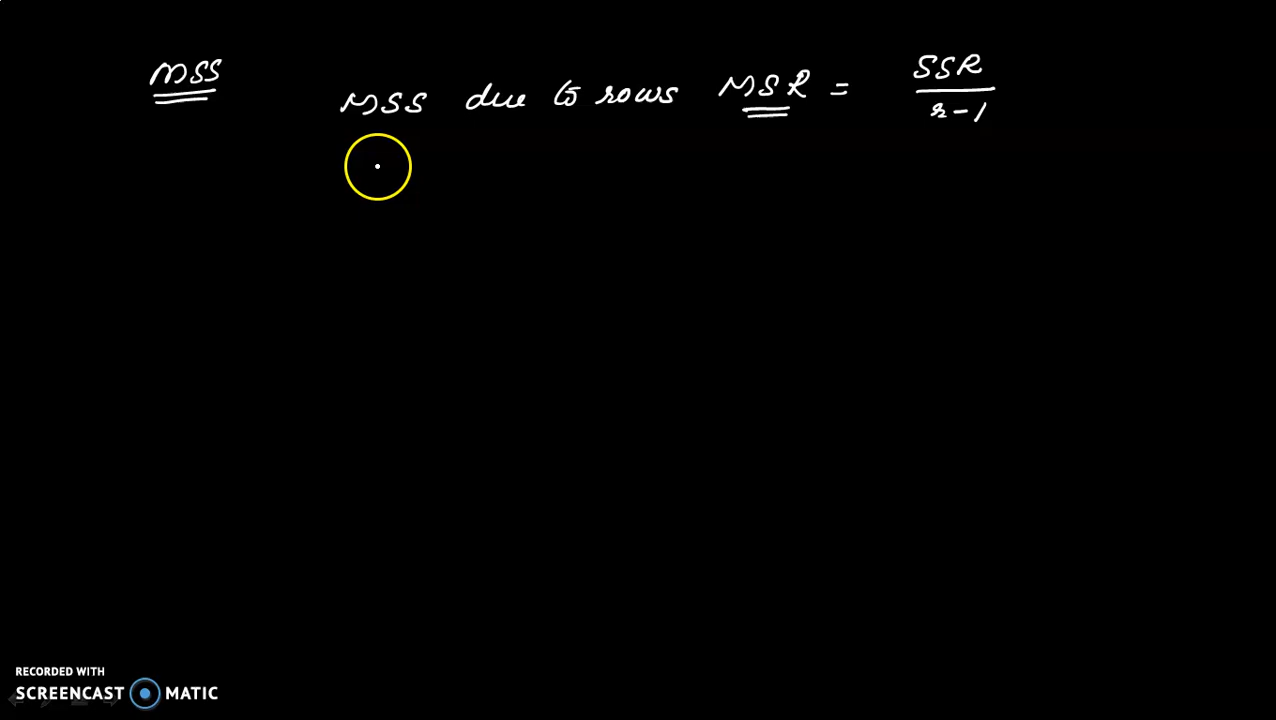 MSS
MSS due to rows MSR = SSR / r-1
RECORDED WITH
SCREENCAST MATIC